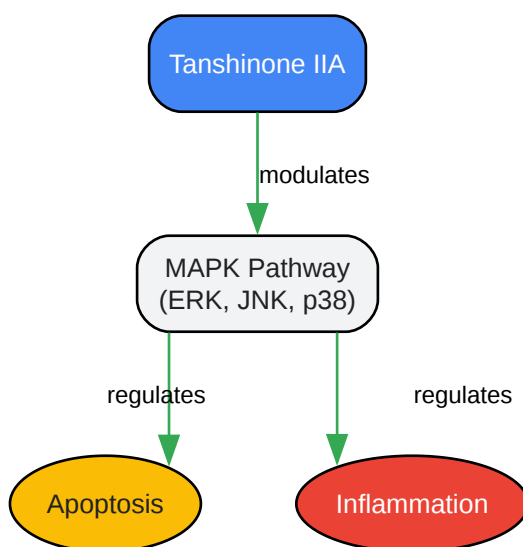 Tanshinone IIA
modulates
MAPK Pathway
(ERK, JNK, p38)
regulates
regulates
Apoptosis
Inflammation